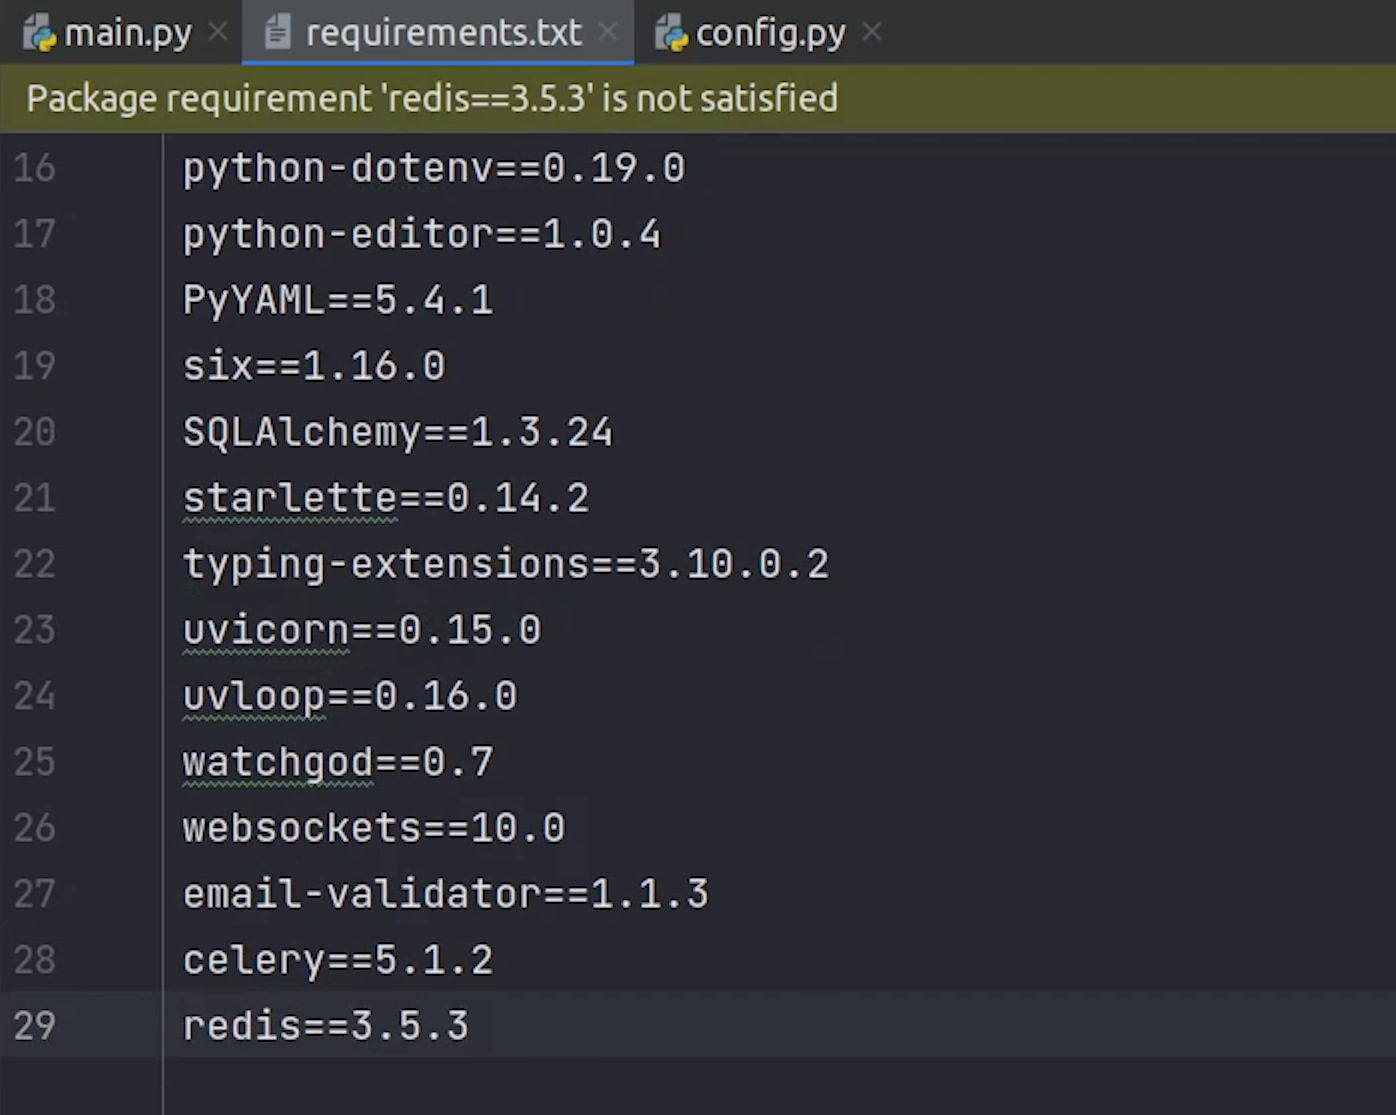 main.py requirements.txt config.py
Package requirement 'redis==3.5.3' is not satisfied
16 python-dotenv==0.19.0
17 python-editor==1.0.4
18 PyYAML==5.4.1
19 six==1.16.0
20 SQLAlchemy==1.3.24
21 starlette==0.14.2
22 typing-extensions==3.10.0.2
23 uvicorn==0.15.0
24 uvloop==0.16.0
25 watchgod==0.7
26 websockets==10.0
27 email-validator==1.1.3
28 celery==5.1.2
29 redis==3.5.3